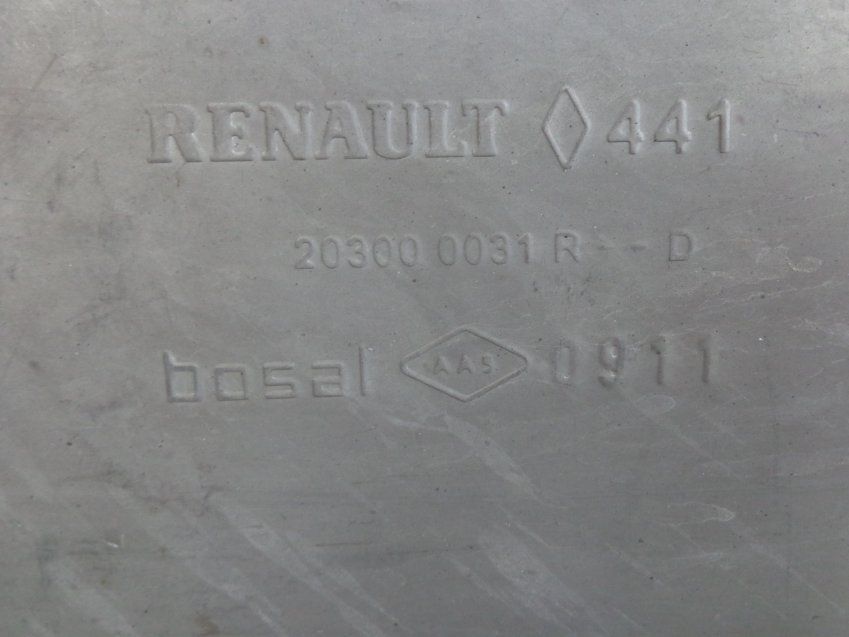 RENAULT ◊ 441
20300 0031 R - - D
bosal AAS 0911